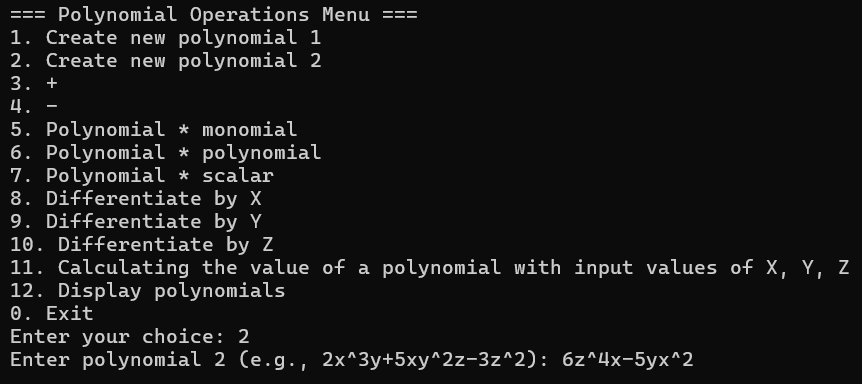 === Polynomial Operations Menu ===
1. Create new polynomial 1
2. Create new polynomial 2
3. +
4. -
5. Polynomial * monomial
6. Polynomial * polynomial
7. Polynomial * scalar
8. Differentiate by X
9. Differentiate by Y
10. Differentiate by Z
11. Calculating the value of a polynomial with input values of X, Y, Z
12. Display polynomials
0. Exit
Enter your choice: 2
Enter polynomial 2 (e.g., 2x^3y+5xy^2z-3z^2): 6z^4x-5yx^2